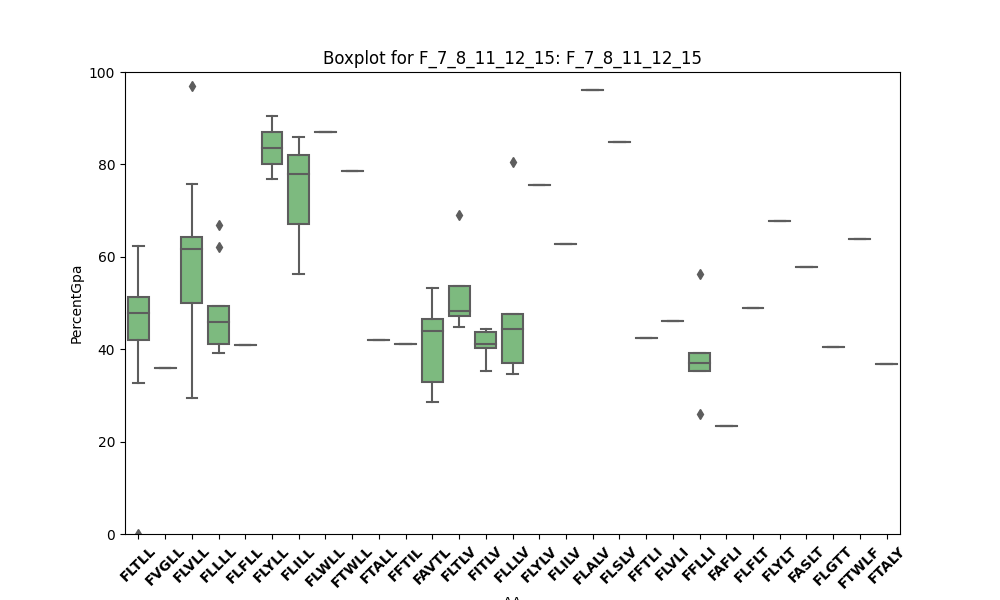 Boxplot for F_7_8_11_12_15: F_7_8_11_12_15
PercentGpa
100
80
60
40
20
0
FLTLL
FVGLL
FLVLL
FLLLL
FLFLL
FLYLL
FLILL
FLWLL
FTWLL
FTALL
FFTIL
FAVTL
FLTLV
FITLV
FLLLV
FLYLV
FLILV
FLALV
FLSLV
FFTLI
FLVLI
FFLLI
FAFLI
FLFLT
FLYLT
FASLT
FLGTT
FTWLF
FTALY